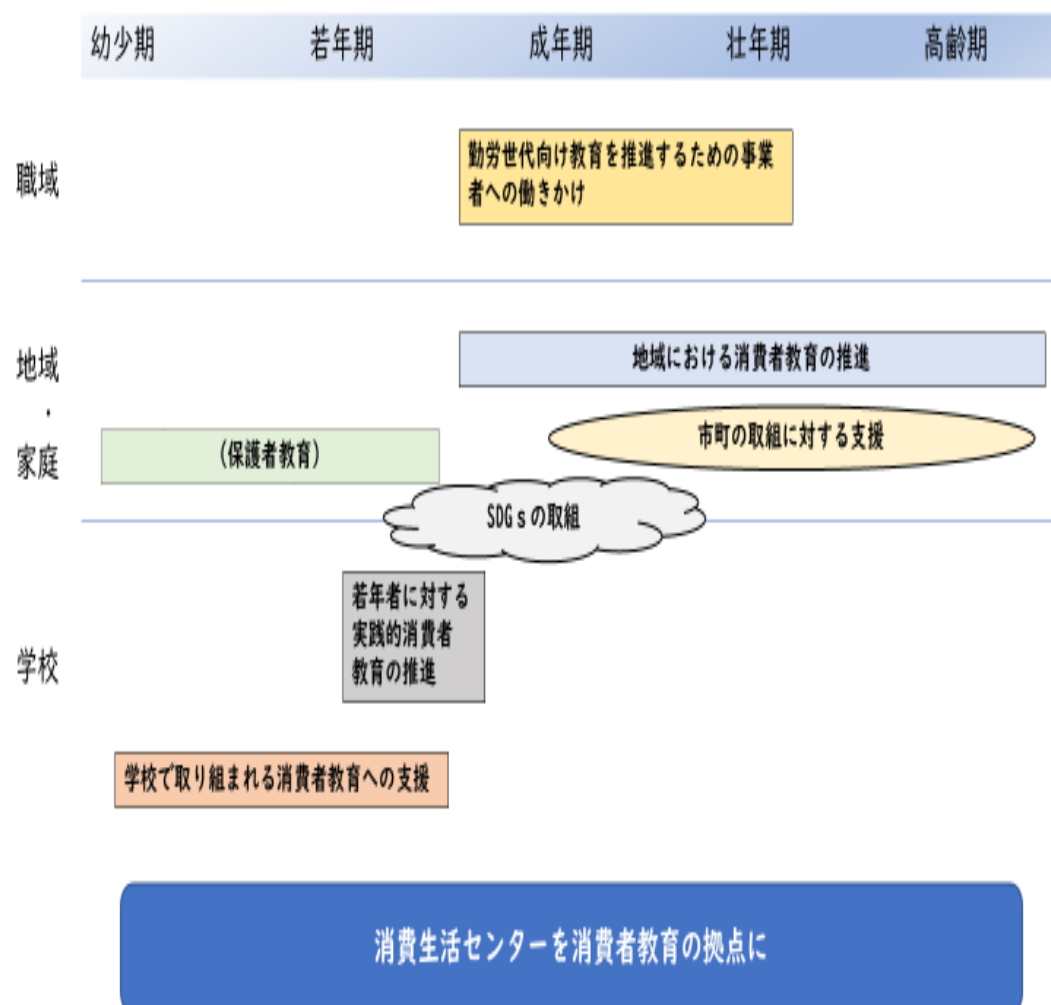 幼少期 若年期 成年期 壮年期 高齢期
職域
勤労世代向け教育を推進するための事業
者への働きかけ
地域
・
家庭
地域における消費者教育の推進
市町の取組に対する支援
(保護者教育)
SDGsの取組
学校
若年者に対する
実践的消費者
教育の推進
学校で取り組まれる消費者教育への支援
消費生活センターを消費者教育の拠点に